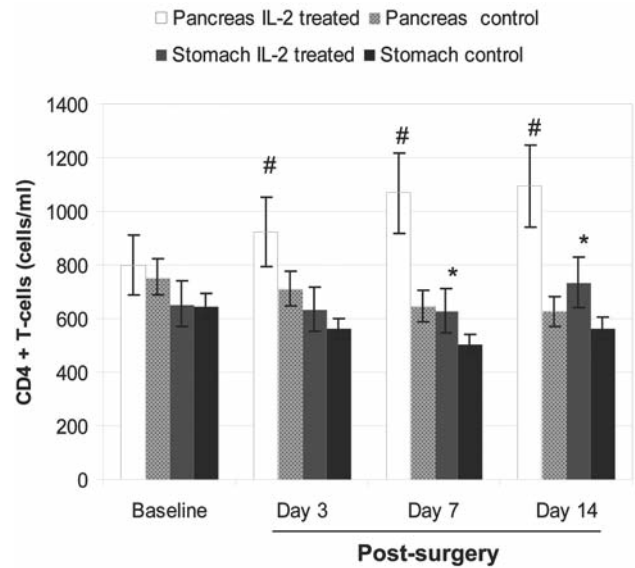 Pancreas IL-2 treated Pancreas control
Stomach IL-2 treated Stomach control
CD4 + T-cells (cells/ml)
1400
1200
1000
800
600
400
200
0
# # #
* *
Baseline Day 3 Day 7 Day 14
Post-surgery